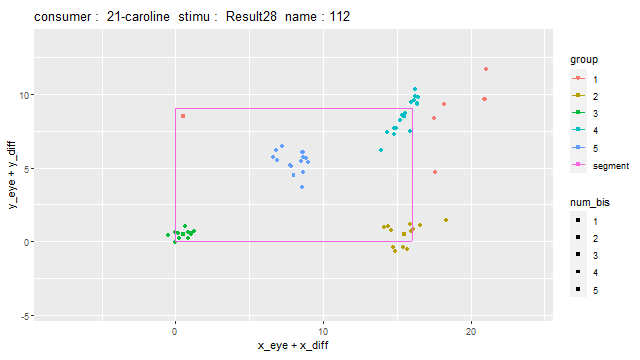 consumer :  21-caroline  stimu :  Result28  name : 112
y_eye + y_diff
10
5
0
-5
0
10
20
x_eye + x_diff
group
1
2
3
4
5
segment
num_bis
1
2
3
4
5